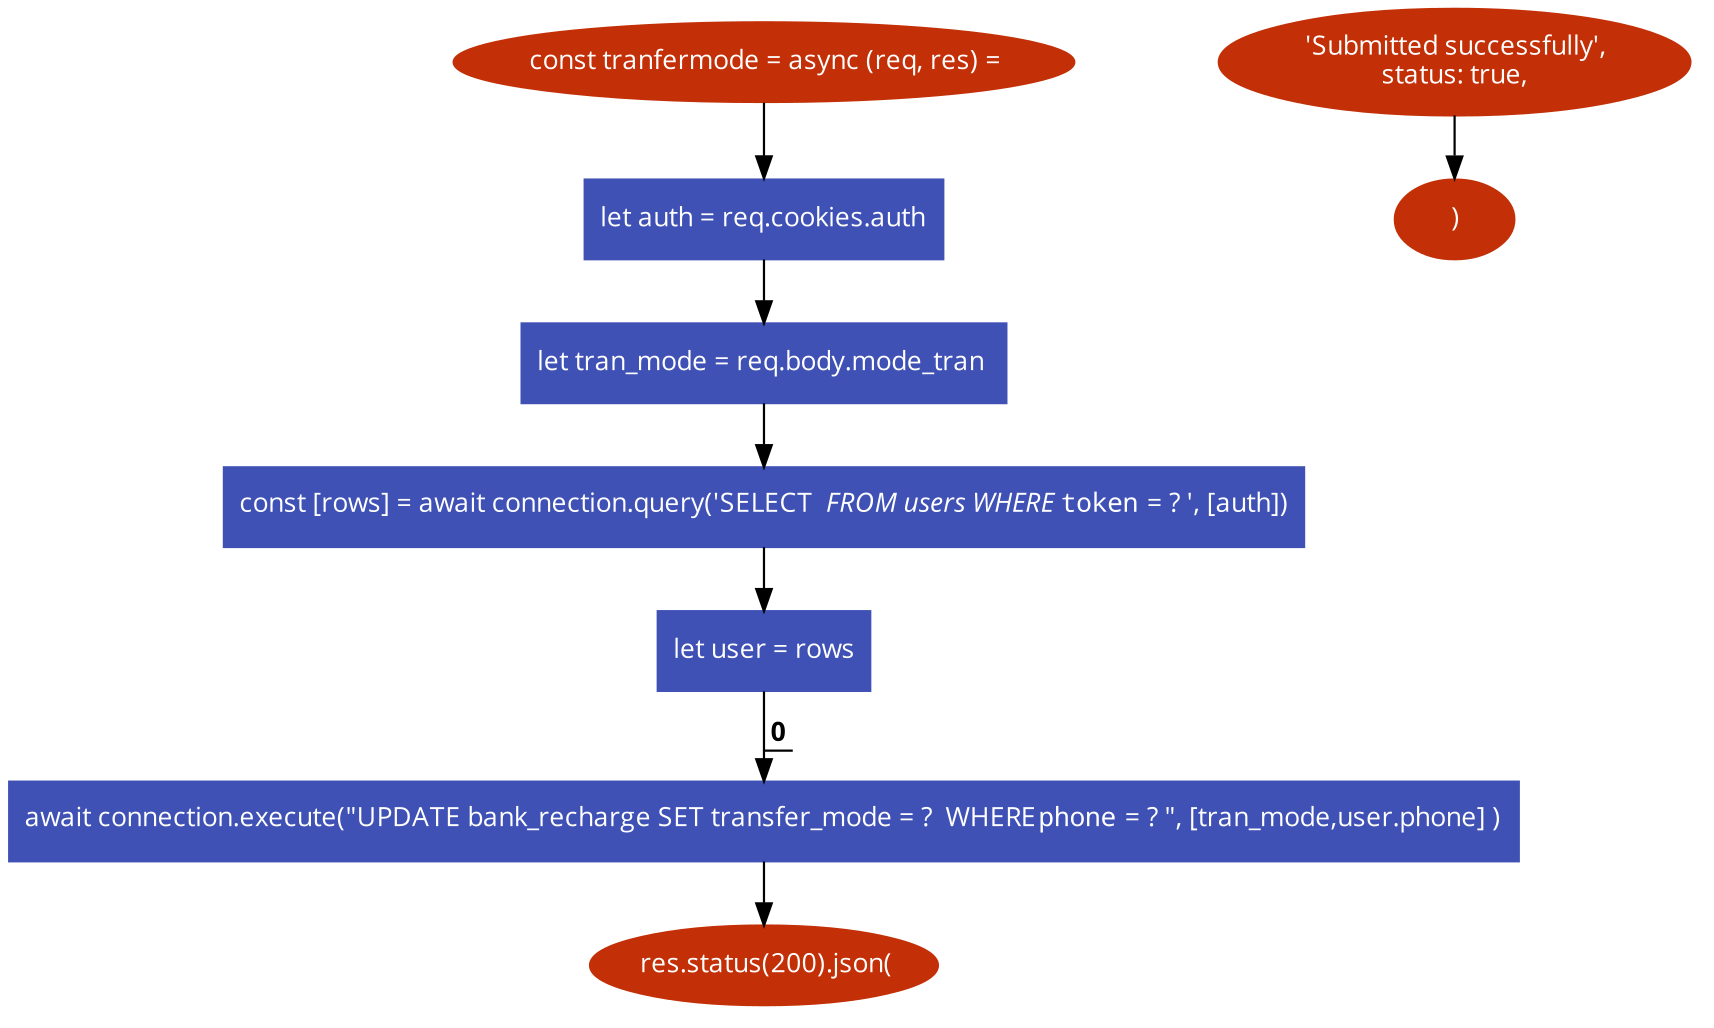 const tranfermode = async (req, res) =
'Submitted successfully',
status: true,
let auth = req.cookies.auth
)
let tran_mode = req.body.mode_tran
const [rows] = await connection.query('SELECT FROM users WHERE token = ? ', [auth])
let user = rows
0
await connection.execute("UPDATE bank_recharge SET transfer_mode = ? WHERE phone = ? ", [tran_mode,user.phone] )
res.status(200).json(